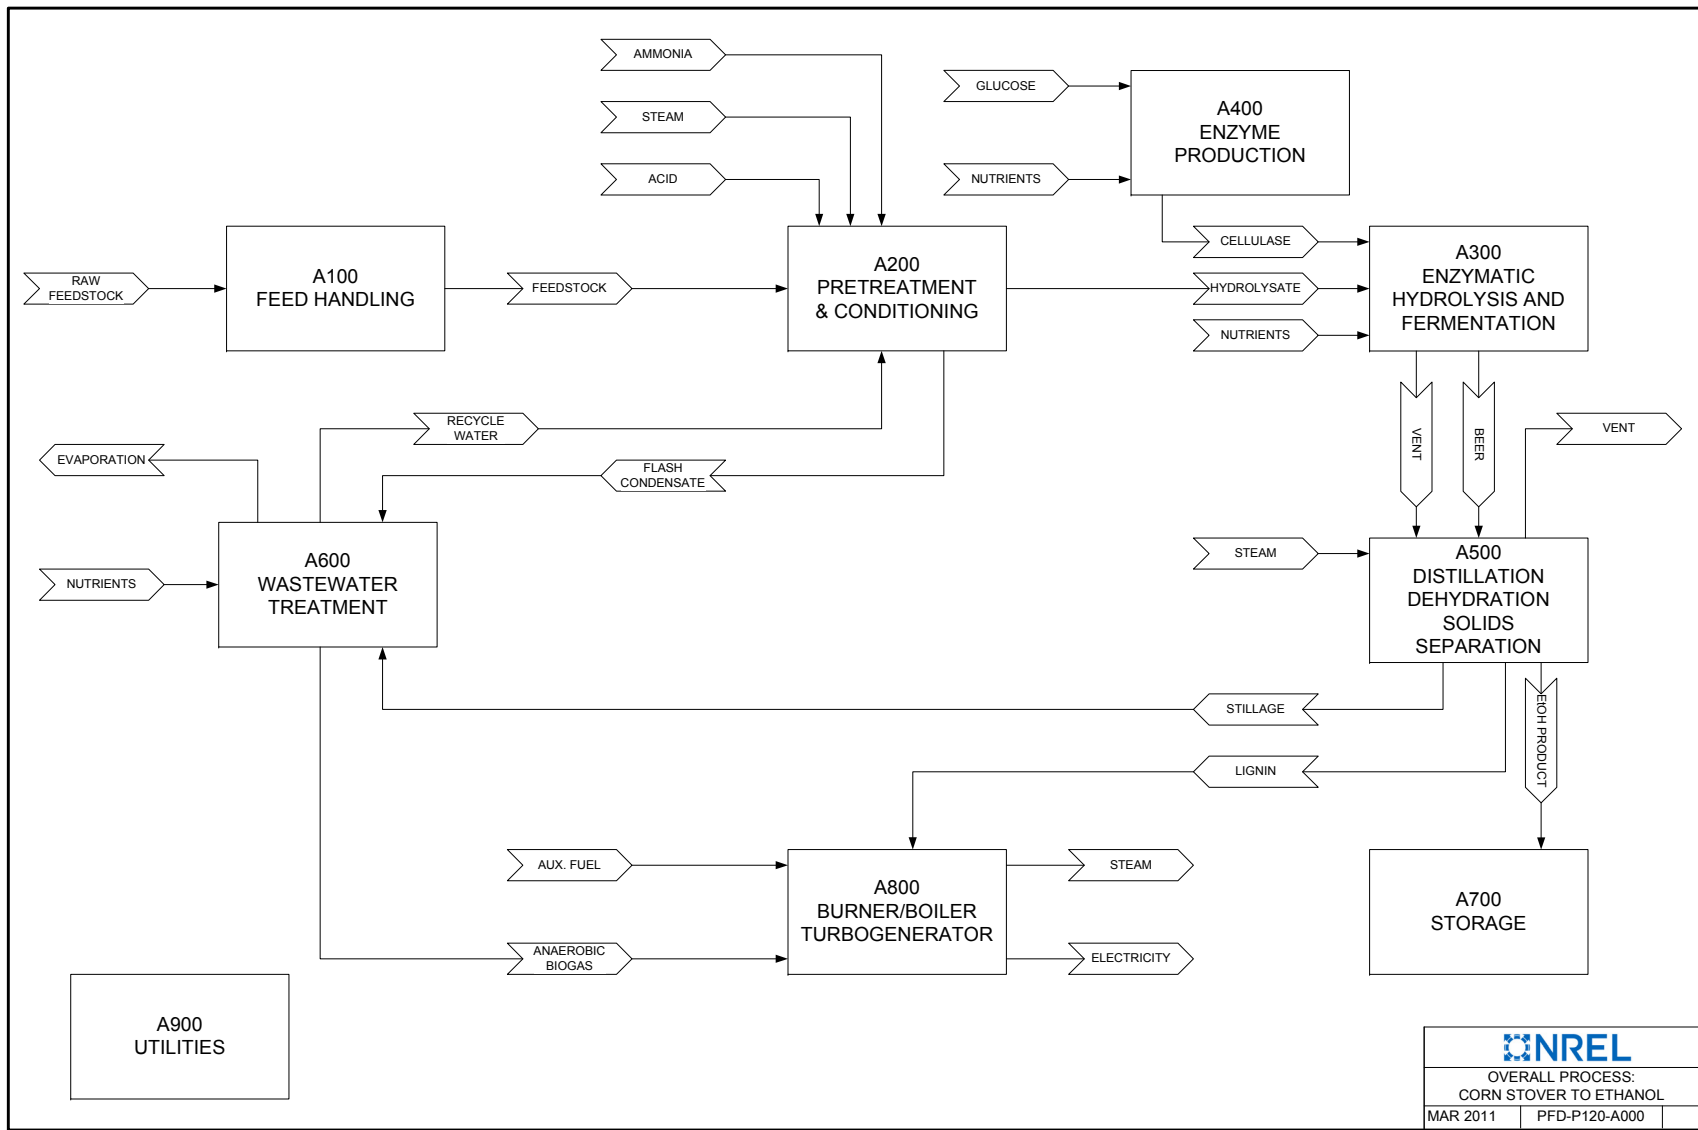 AMMONIA
STEAM
ACID
GLUCOSE
NUTRIENTS
A400
ENZYME
PRODUCTION
RAW
FEEDSTOCK
A100
FEED HANDLING
FEEDSTOCK
A200
PRETREATMENT
& CONDITIONING
CELLULASE
HYDROLYSATE
NUTRIENTS
A300
ENZYMATIC
HYDROLYSIS AND
FERMENTATION
VENT
BEER
VENT
RECYCLE
WATER
EVAPORATION
FLASH
CONDENSATE
NUTRIENTS
A600
WASTEWATER
TREATMENT
STEAM
A500
DISTILLATION
DEHYDRATION
SOLIDS
SEPARATION
STILLAGE
LIGNIN
EtOH PRODUCT
AUX. FUEL
ANAEROBIC
BIOGAS
A800
BURNER/BOILER
TURBOGENERATOR
STEAM
ELECTRICITY
A700
STORAGE
A900
UTILITIES
NREL
OVERALL PROCESS:
CORN STOVER TO ETHANOL
MAR 2011
PFD-P120-A000